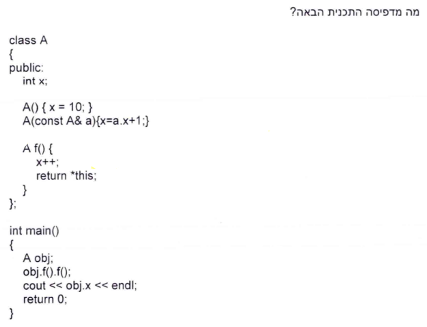 מה מדפיסה התכנית הבאה?
class A
{
public:
int x;
A() { x = 10; }
A(const A& a){x=a.x+1;}
A f() {
x++;
return *this;
}
};
int main()
{
A obj;
obj.f().f();
cout << obj.x << endl;
return 0;
}